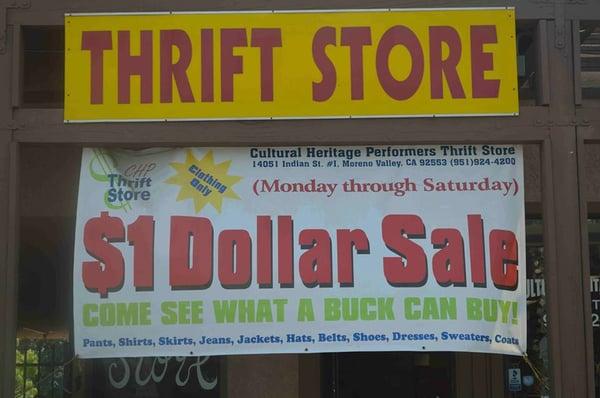 THRIFT STORE
Cultural Heritage Performers Thrift Store
14051 Indian St. #1, Moreno Valley, CA 92553 (951)924-4200
CHP
Thrift
Store
Clothing
Only
(Monday through Saturday)
$1 Dollar Sale
COME SEE WHAT A BUCK CAN BUY!
Pants, Shirts, Skirts, Jeans, Jackets, Hats, Belts, Shoes, Dresses, Sweaters, Coats
Store